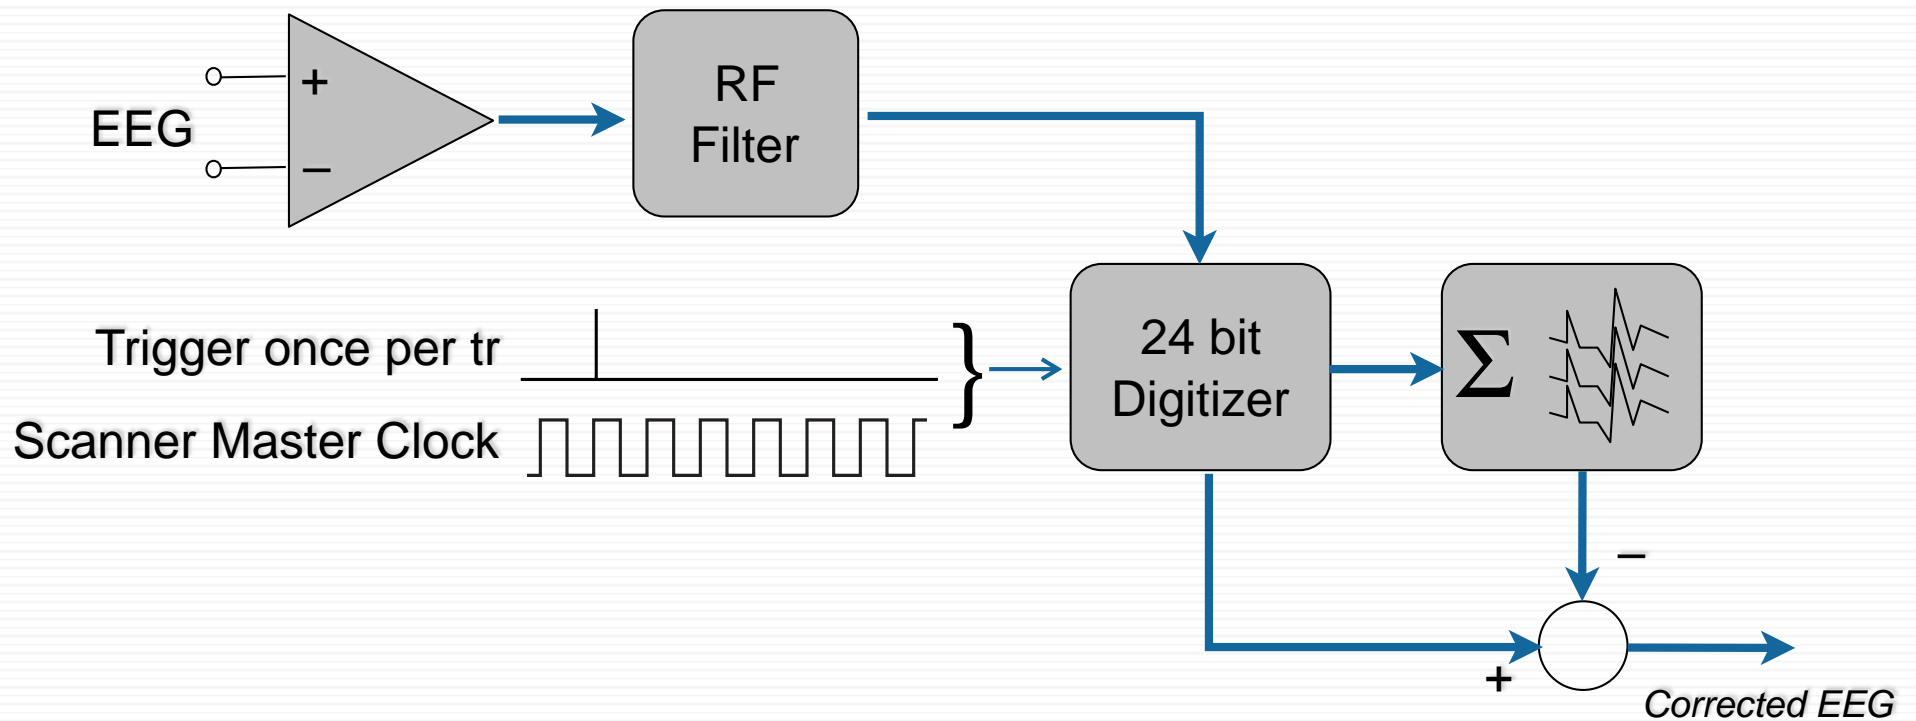 +
EEG
–
RF
Filter
Trigger once per tr
}
Scanner Master Clock
24 bit
Digitizer
Σ
–
+
Corrected EEG